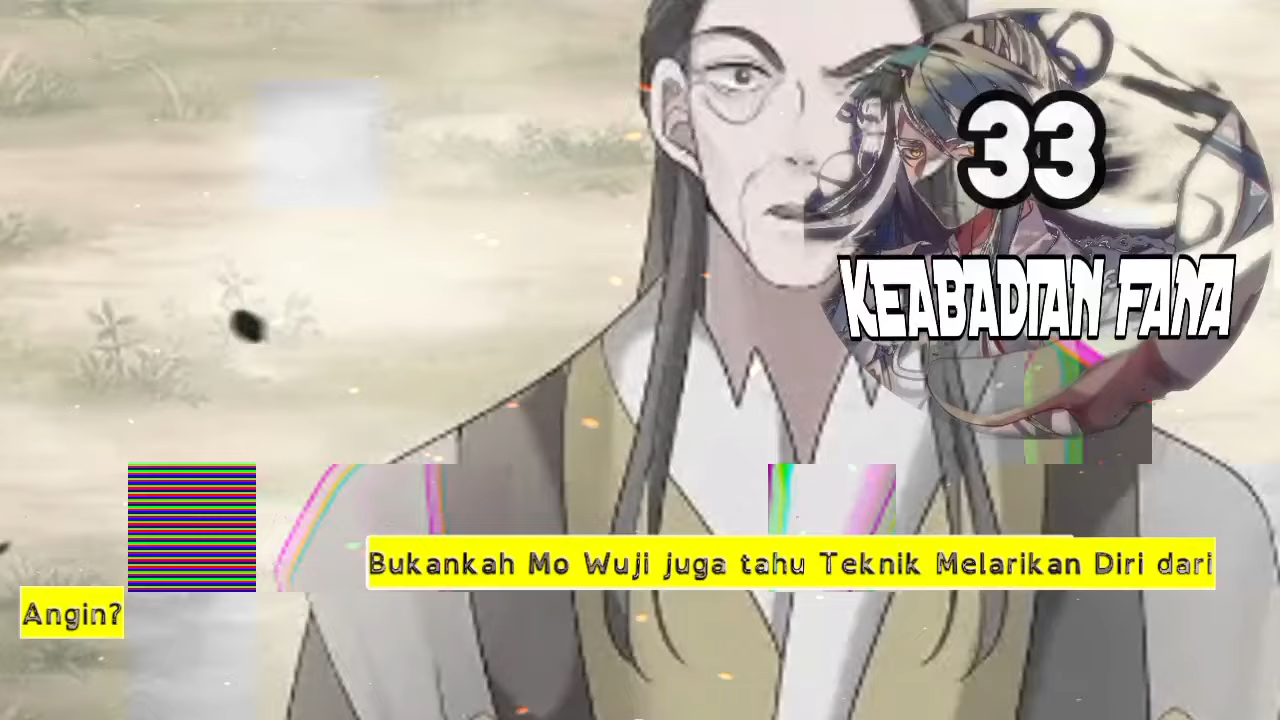 33
KEABADIAN FANA
Bukankah Mo Wuji juga tahu Teknik Melarikan Diri dari
Angin?